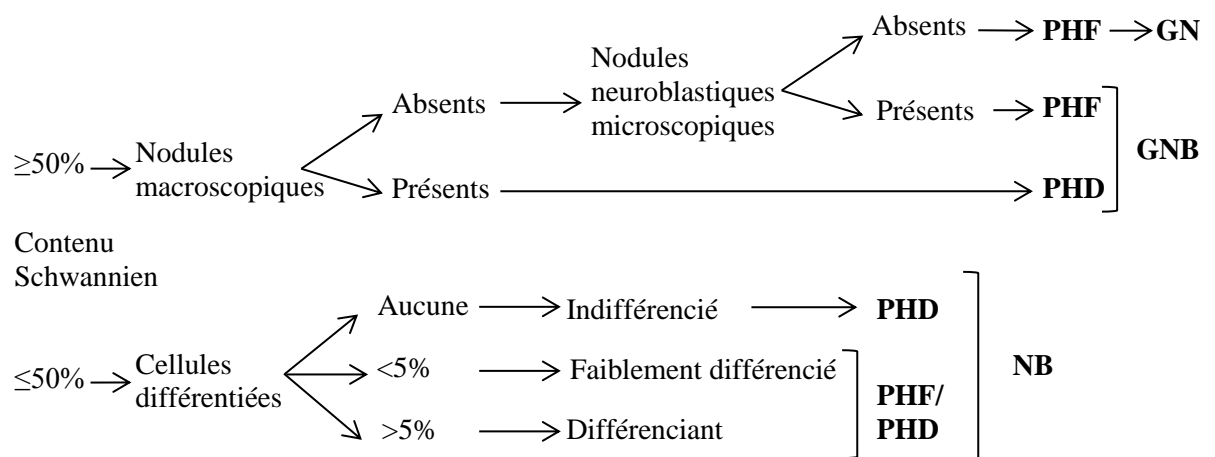 Absents
PHF
GN
Nodules
neuroblastiques
microscopiques
Absents
Présents
PHF
GNB
≥50%
Nodules
macroscopiques
Présents
PHD
Contenu
Schwannien
Aucune
Indifférencié
PHD
≤50%
Cellules
différentiées
<5%
Faiblement différencié
NB
PHF/
PHD
>5%
Différenciant